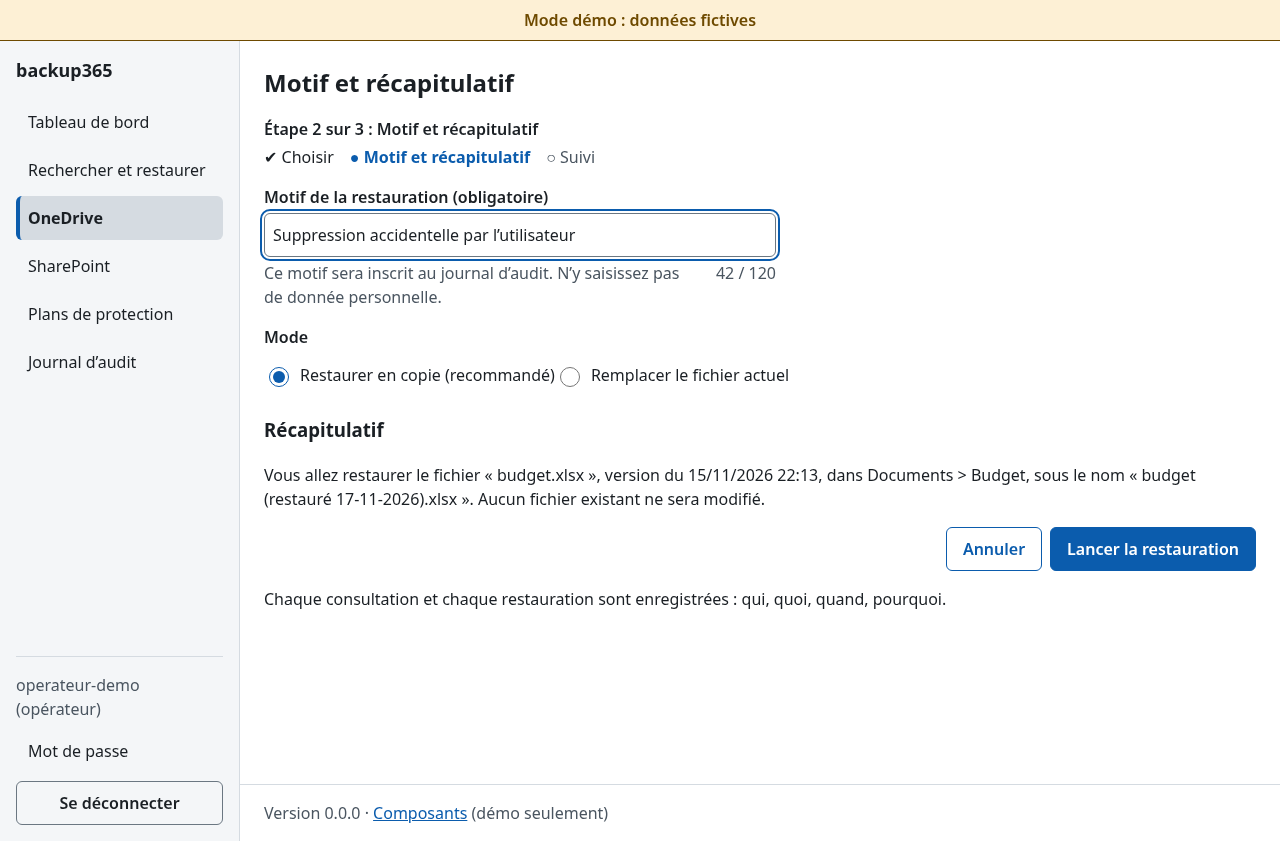 Mode démo : données fictives
backup365
Tableau de bord
Rechercher et restaurer
OneDrive
SharePoint
Plans de protection
Journal d’audit
operateur-demo
(opérateur)
Mot de passe
Se déconnecter
Motif et récapitulatif
Étape 2 sur 3 : Motif et récapitulatif
✔ Choisir ● Motif et récapitulatif ○ Suivi
Motif de la restauration (obligatoire)
Suppression accidentelle par l’utilisateur
Ce motif sera inscrit au journal d’audit. N’y saisissez pas 42 / 120
de donnée personnelle.
Mode
Restaurer en copie (recommandé) Remplacer le fichier actuel
Récapitulatif
Vous allez restaurer le fichier « budget.xlsx », version du 15/11/2026 22:13, dans Documents > Budget, sous le nom « budget
(restauré 17-11-2026).xlsx ». Aucun fichier existant ne sera modifié.
Annuler Lancer la restauration
Chaque consultation et chaque restauration sont enregistrées : qui, quoi, quand, pourquoi.
Version 0.0.0 · Composants (démo seulement)